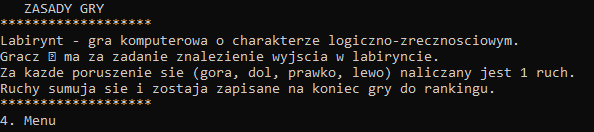 ZASADY GRY
*******************
Labirynt - gra komputerowa o charakterze logiczno-zrecznosciowym.
Gracz ⍰ ma za zadanie znalezienie wyjscia w labiryncie.
Za kazde poruszenie sie (gora, dol, prawko, lewo) naliczany jest 1 ruch.
Ruchy sumuja sie i zostaja zapisane na koniec gry do rankingu.
*******************
4. Menu